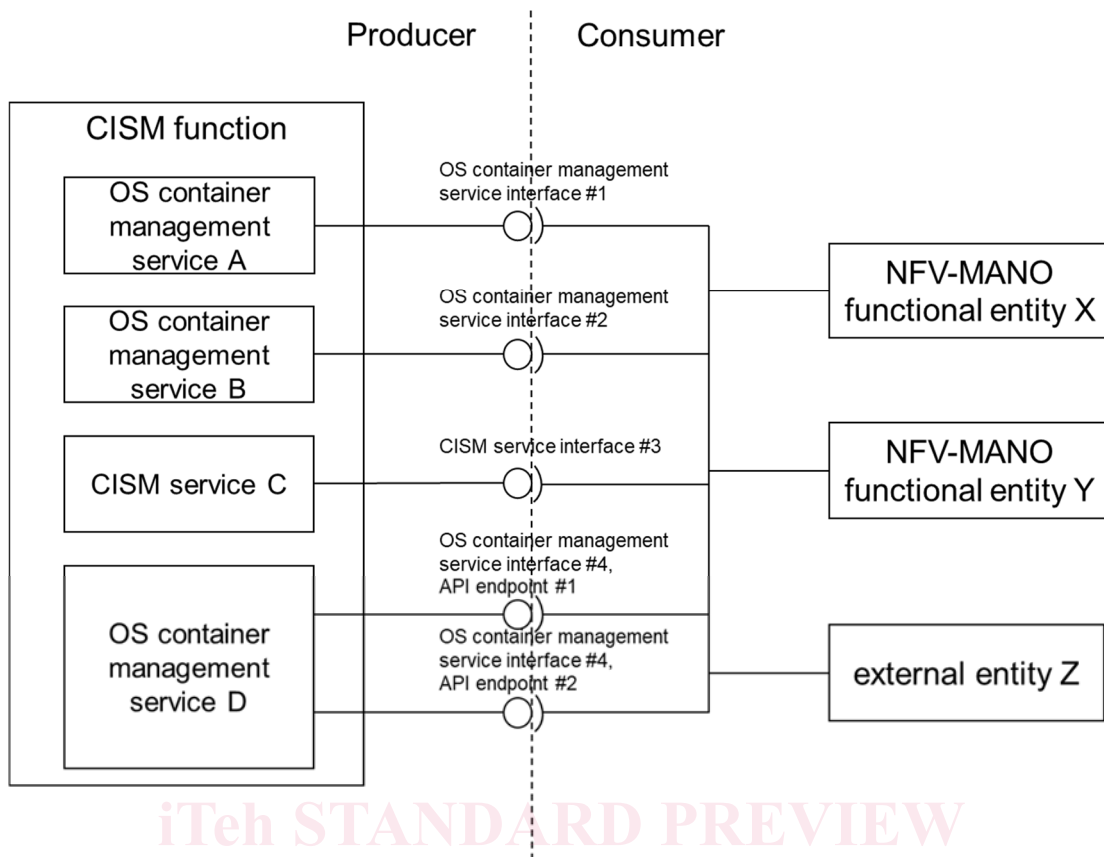 Producer
Consumer
CISM function
OS container
management
service A
OS container management
service interface #1
OS container
management
service B
OS container management
service interface #2
CISM service C
CISM service interface #3
OS container
management
service D
OS container management
service interface #4,
API endpoint #1
OS container management
service interface #4,
API endpoint #2
NFV-MANO
functional entity X
NFV-MANO
functional entity Y
external entity Z
iTeh STANDARD PREVIEW